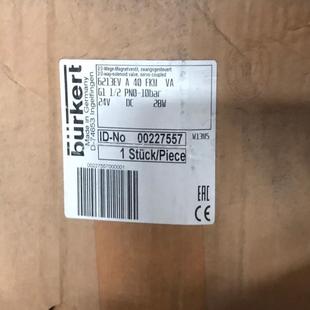 bürkert
Made in Germany
D-74653 Ingelfingen
2/2-Wege-Magnetventil, zwangsgesteuert
2/2-way-solenoid valve, servo-coupled
6213EV A 40 FKM VA
G1 1/2 PN0-10bar
24V DC 28W
ID-No 00227557
W13MS
1 Stück/Piece
00227557000001
EAC
CE